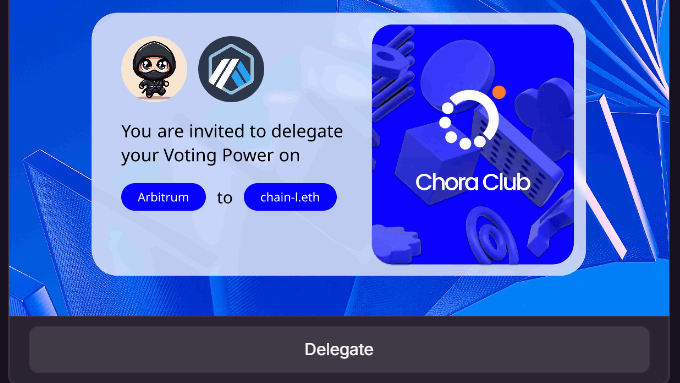 You are invited to delegate
your Voting Power on
Arbitrum to chain-l.eth
Chora Club
Delegate